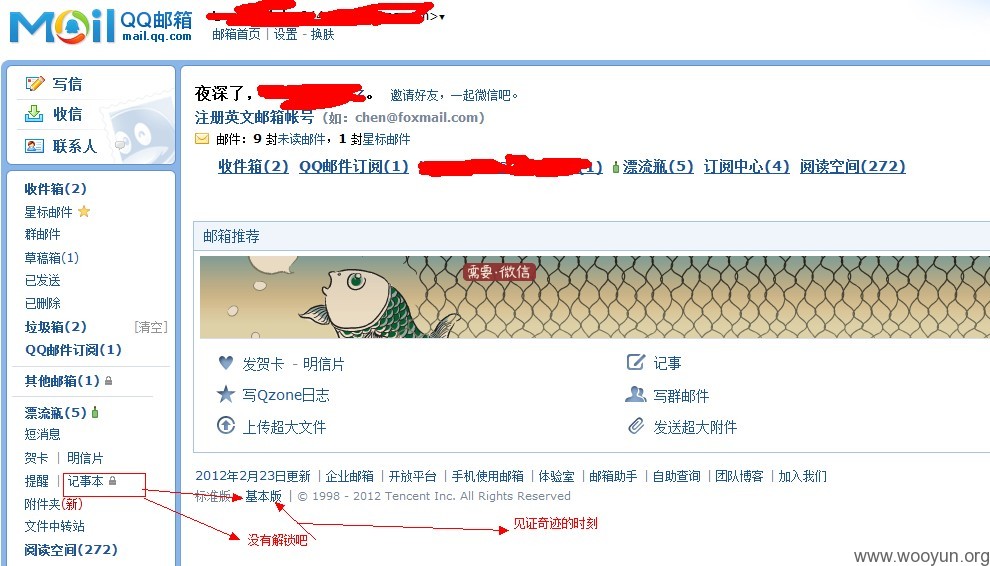 Mail QQ邮箱
mail.qq.com
>▾
邮箱首页 | 设置 - 换肤
写信
收信
联系人
夜深了，
。 邀请好友，一起微信吧。
注册英文邮箱帐号（如：chen@foxmail.com）
邮件：9 封未读邮件，1 封星标邮件
收件箱(2) QQ邮件订阅(1) 1) 漂流瓶(5) 订阅中心(4) 阅读空间(272)
收件箱(2)
星标邮件
群邮件
草稿箱(1)
已发送
已删除
垃圾箱(2) [清空]
QQ邮件订阅(1)
其他邮箱(1)
漂流瓶(5)
短消息
贺卡 | 明信片
提醒 | 记事本
附件夹(新)
文件中转站
阅读空间(272)
邮箱推荐
需要·微信
发贺卡 - 明信片
记事
写Qzone日志
写群邮件
上传超大文件
发送超大附件
2012年2月23日更新 | 企业邮箱 | 开放平台 | 手机使用邮箱 | 体验室 | 邮箱助手 | 自助查询 | 团队博客 | 加入我们
标准版 基本版 | © 1998 - 2012 Tencent Inc. All Rights Reserved
见证奇迹的时刻
没有解锁吧
www.wooyun.org